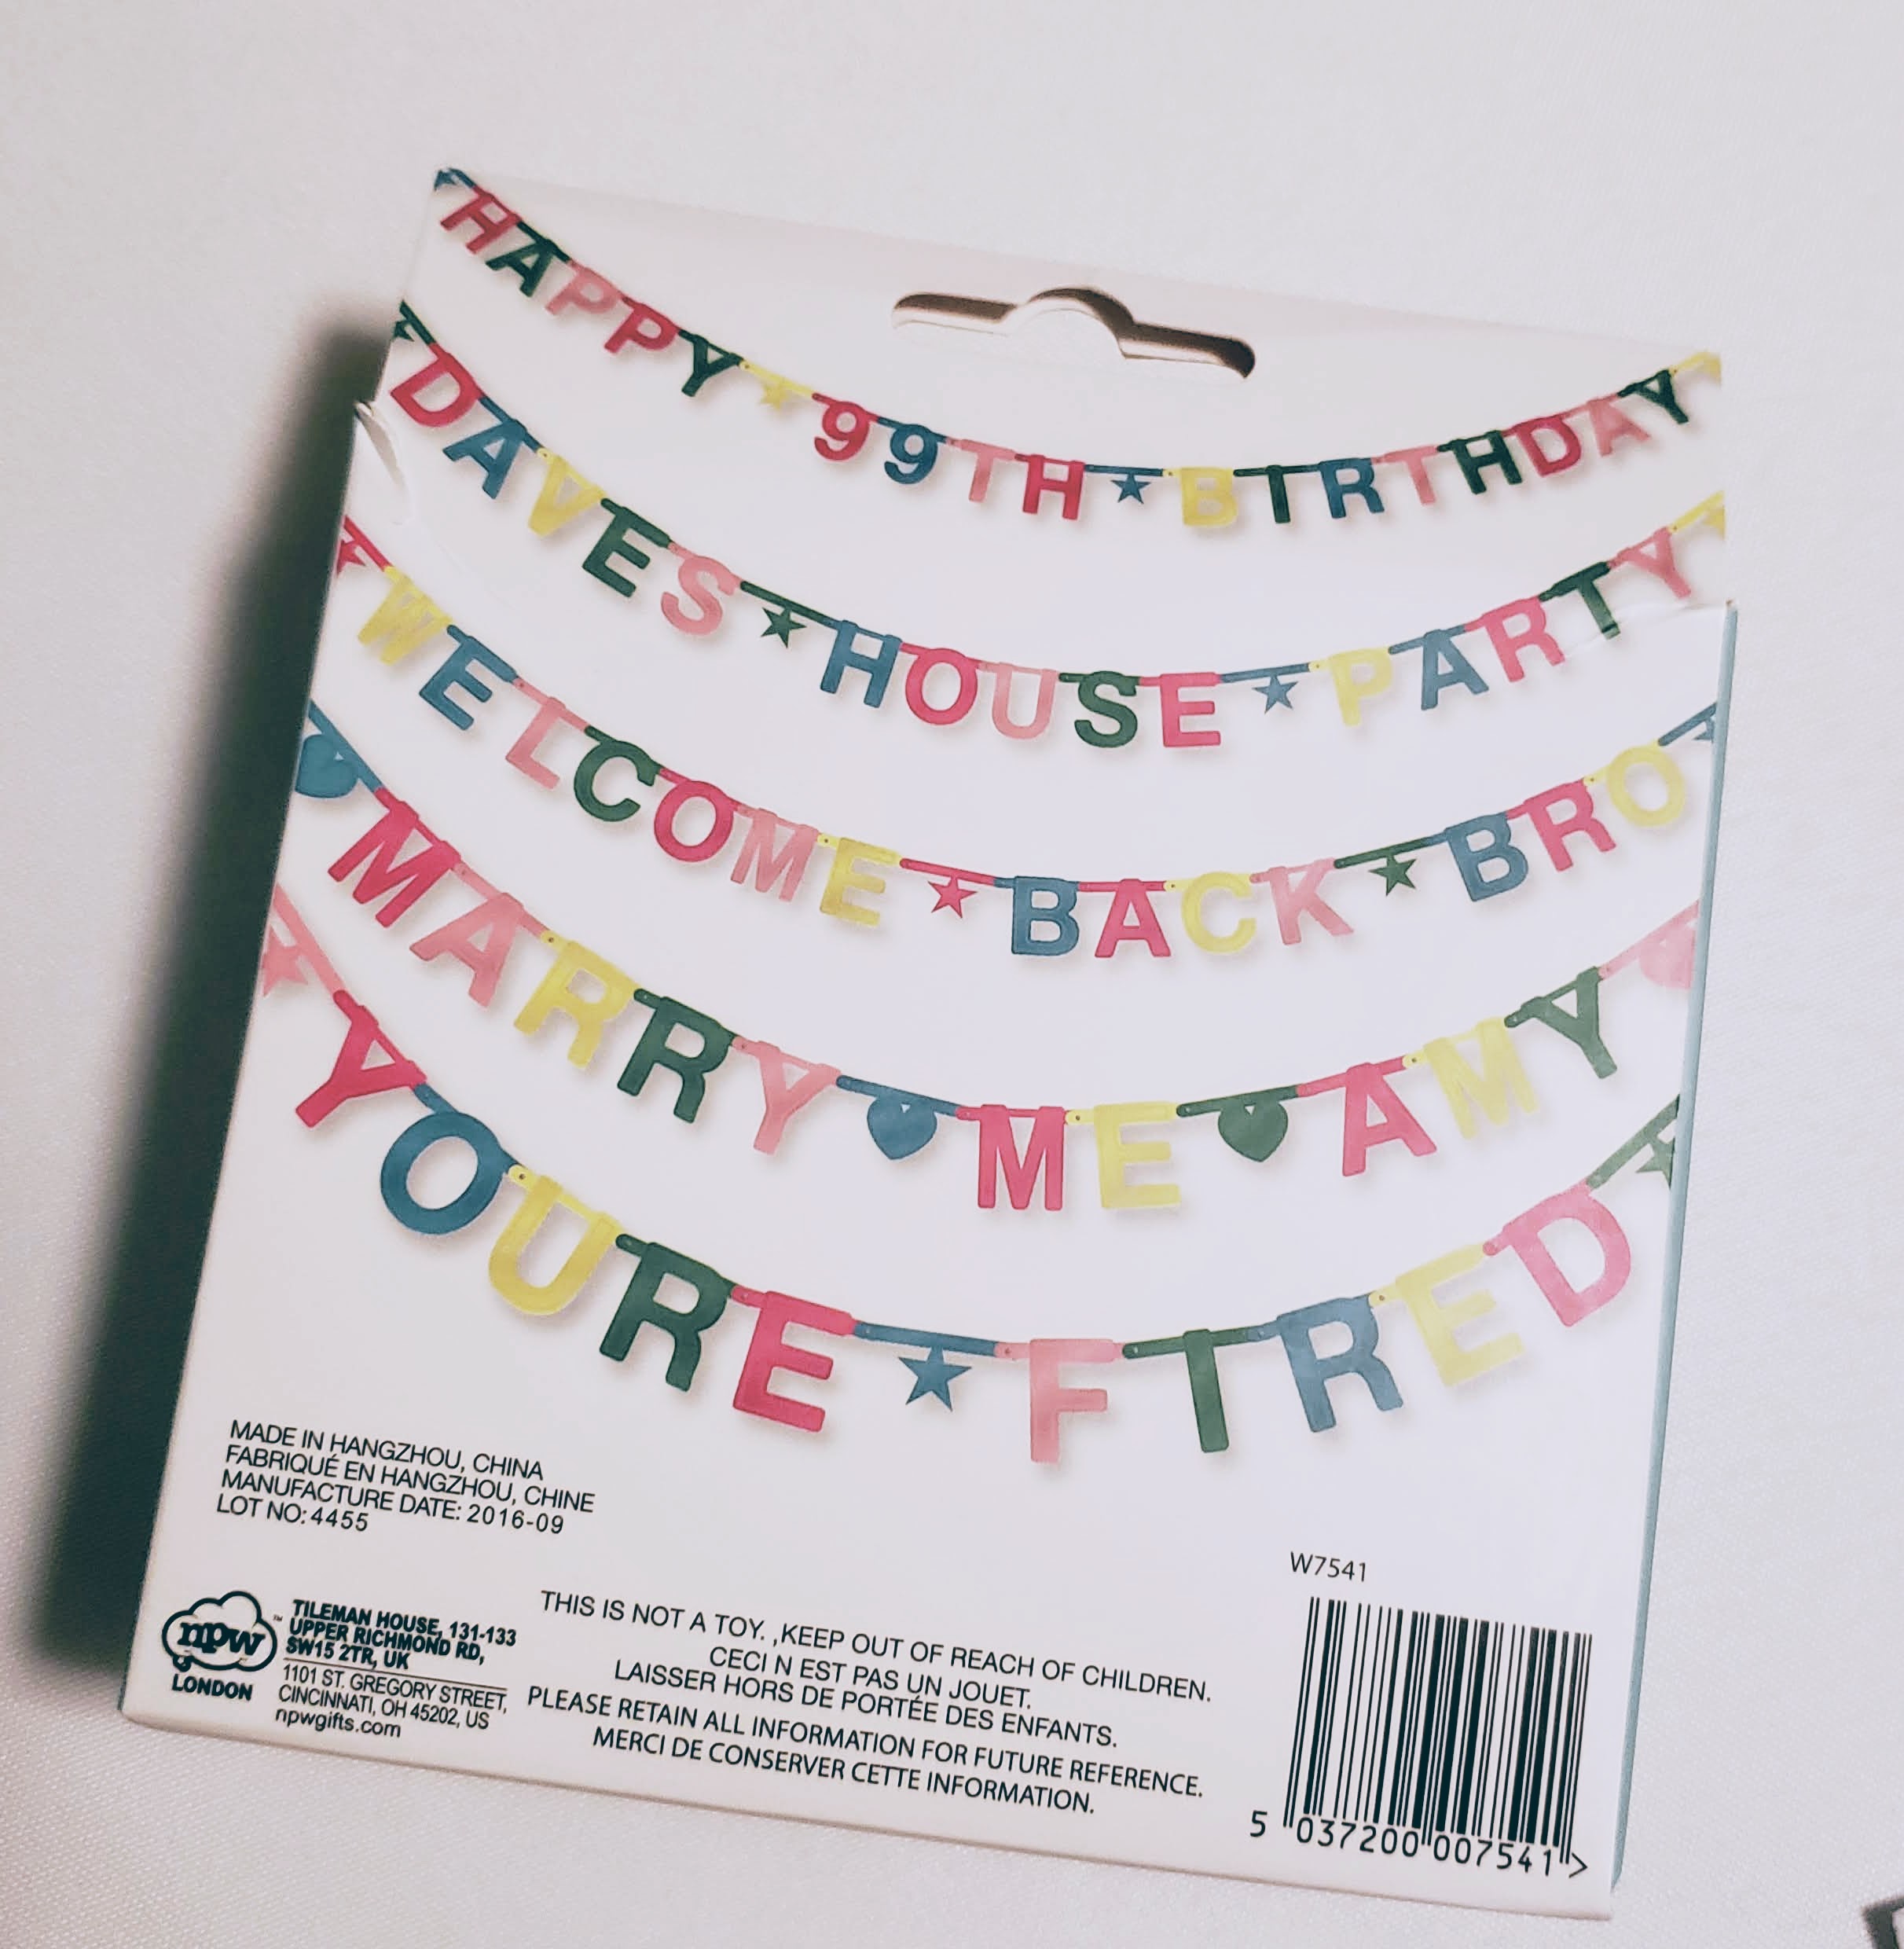 HAPPY 99TH BIRTHDAY
DAVES HOUSE PARTY
WELCOME BACK BRO
MARRY ME AMY
YOURE FIRED
MADE IN HANGZHOU, CHINA
FABRIQUÉ EN HANGZHOU, CHINE
MANUFACTURE DATE: 2016-09
LOT NO: 4455
npw™
LONDON
TILEMAN HOUSE, 131-133
UPPER RICHMOND RD,
SW15 2TR, UK
1101 ST. GREGORY STREET,
CINCINNATI, OH 45202, US
npwgifts.com
THIS IS NOT A TOY. ,KEEP OUT OF REACH OF CHILDREN.
CECI N EST PAS UN JOUET.
LAISSER HORS DE PORTÉE DES ENFANTS.
PLEASE RETAIN ALL INFORMATION FOR FUTURE REFERENCE.
MERCI DE CONSERVER CETTE INFORMATION.
W7541
5 037200 007541 >